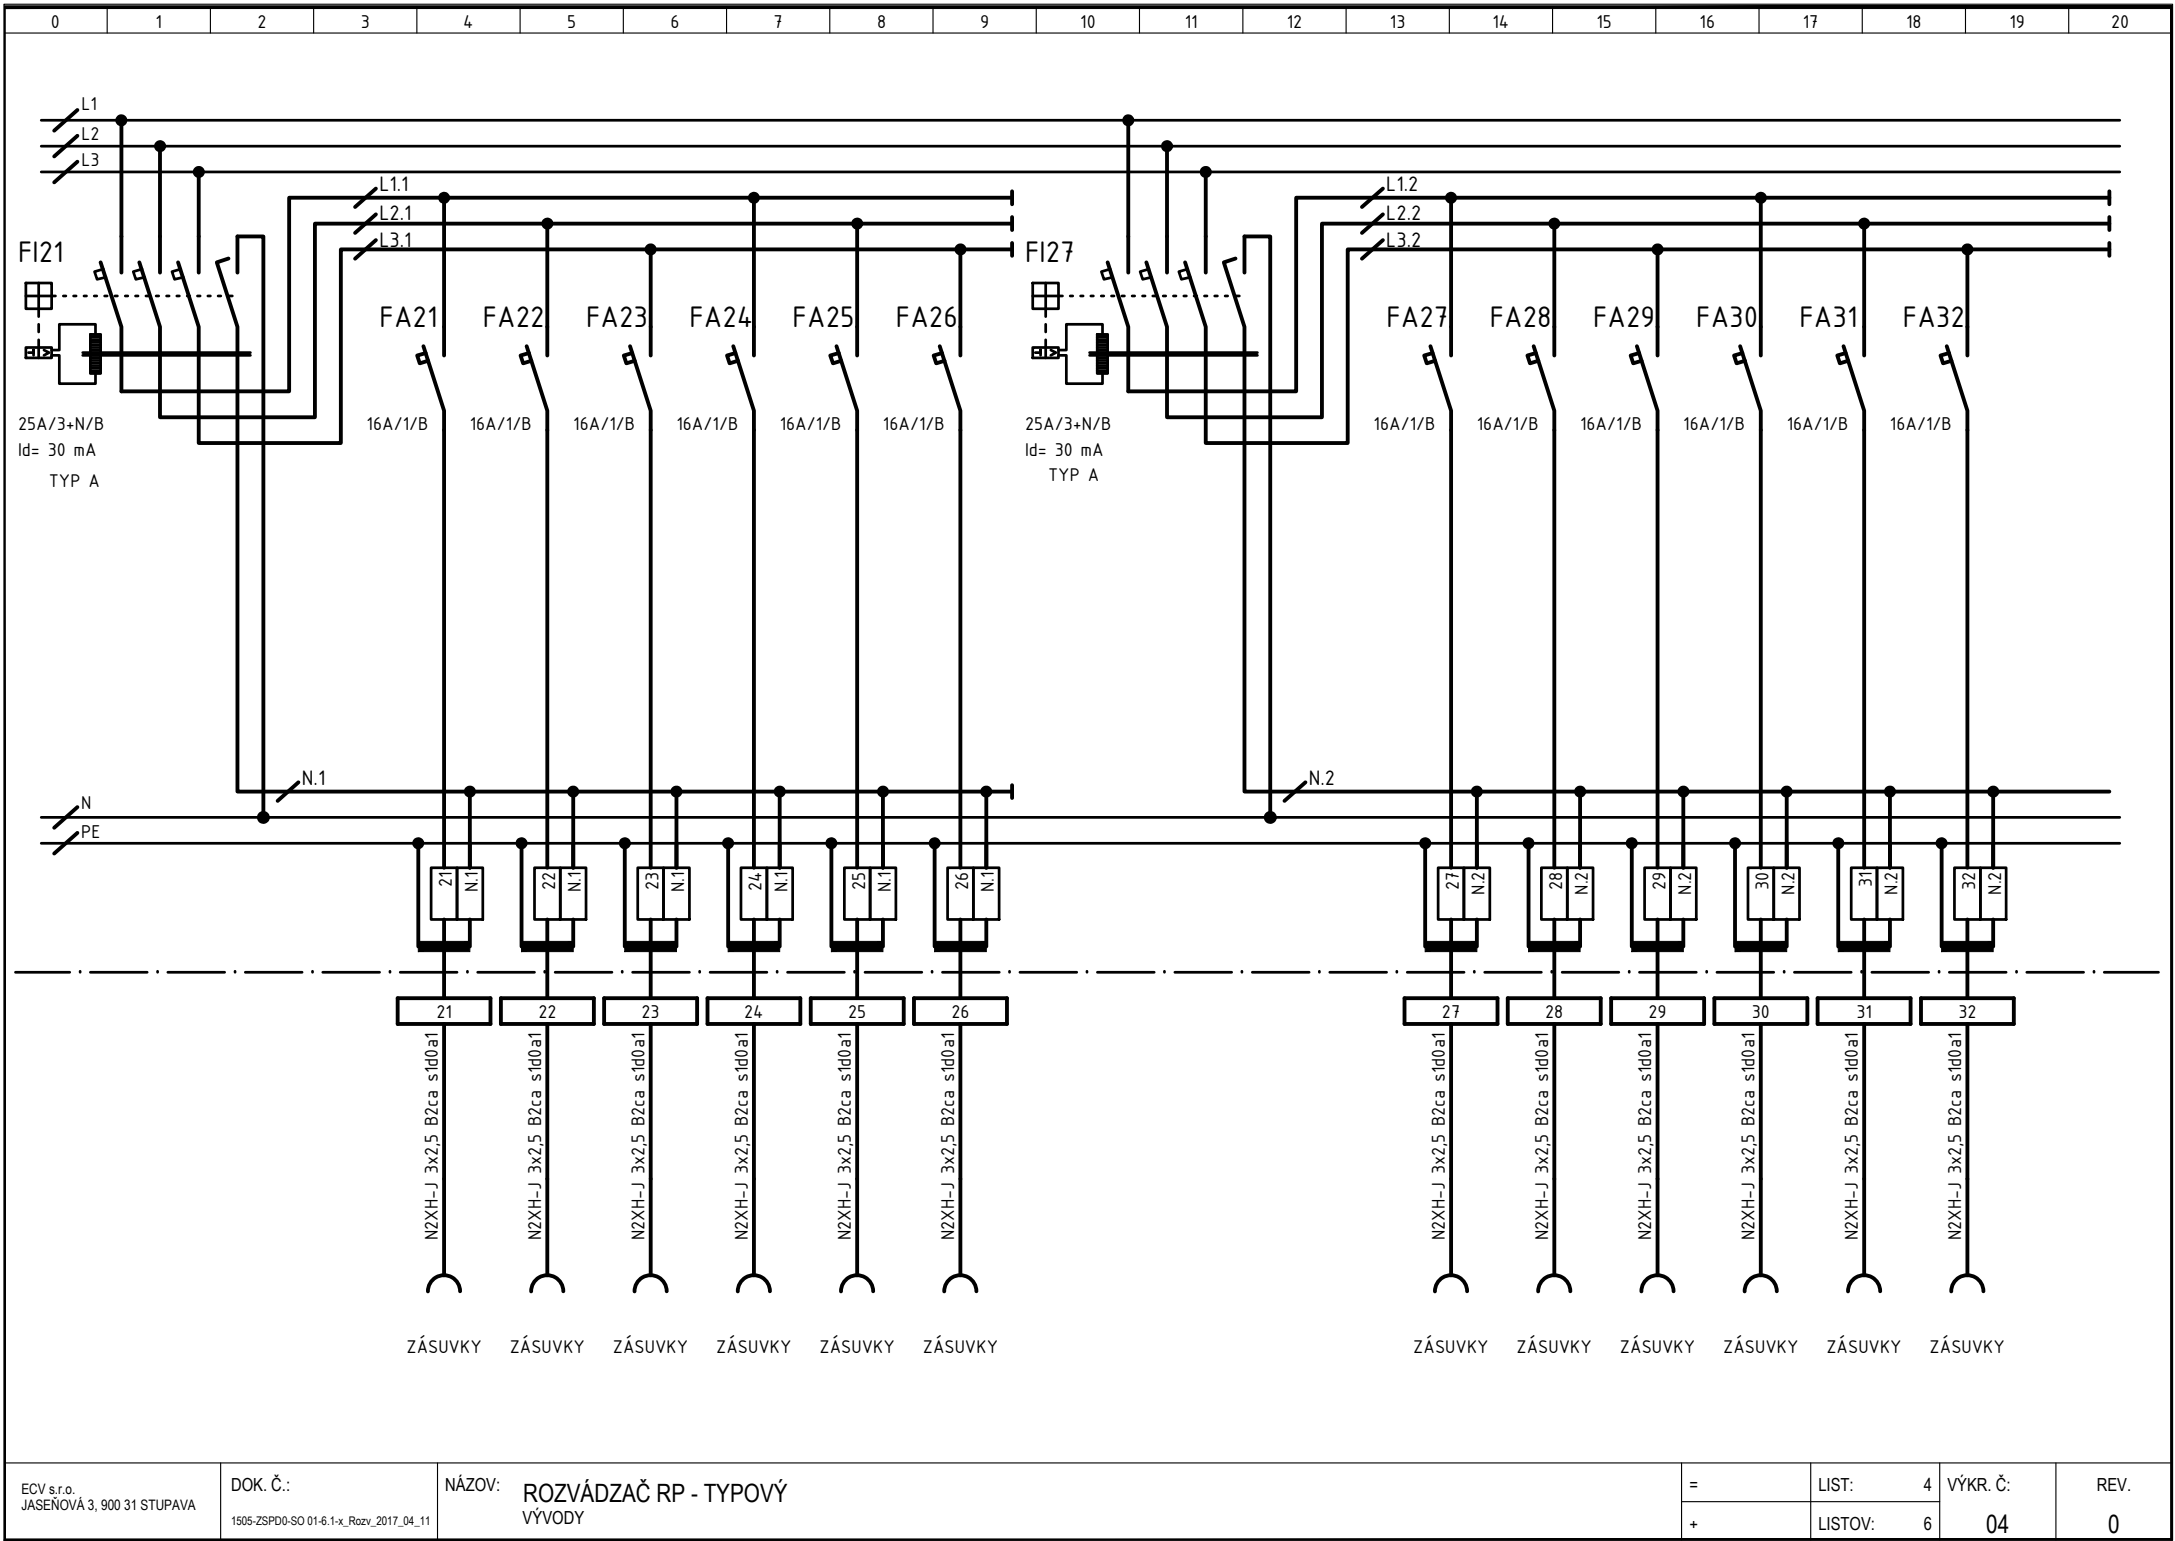 0 1 2 3 4 5 6 7 8 9 10 11 12 13 14 15 16 17 18 19 20
L1
L2
L3
L1.1 L1.2
L2.1 L2.2
L3.1 L3.2
FI21 FI27
FA21 FA22 FA23 FA24 FA25 FA26 FA27 FA28 FA29 FA30 FA31 FA32
25A/3+N/B 16A/1/B 16A/1/B 16A/1/B 16A/1/B 16A/1/B 16A/1/B 25A/3+N/B 16A/1/B 16A/1/B 16A/1/B 16A/1/B 16A/1/B 16A/1/B
Id= 30 mA Id= 30 mA
TYP A TYP A
N.1 N.2
N
PE
21 N.1 22 N.1 23 N.1 24 N.1 25 N.1 26 N.1 27 N.2 28 N.2 29 N.2 30 N.2 31 N.2 32 N.2
21 22 23 24 25 26 27 28 29 30 31 32
N2XH-J 3x2,5 B2ca s1d0a1
N2XH-J 3x2,5 B2ca s1d0a1
N2XH-J 3x2,5 B2ca s1d0a1
N2XH-J 3x2,5 B2ca s1d0a1
N2XH-J 3x2,5 B2ca s1d0a1
N2XH-J 3x2,5 B2ca s1d0a1
N2XH-J 3x2,5 B2ca s1d0a1
N2XH-J 3x2,5 B2ca s1d0a1
N2XH-J 3x2,5 B2ca s1d0a1
N2XH-J 3x2,5 B2ca s1d0a1
N2XH-J 3x2,5 B2ca s1d0a1
N2XH-J 3x2,5 B2ca s1d0a1
ZÁSUVKY ZÁSUVKY ZÁSUVKY ZÁSUVKY ZÁSUVKY ZÁSUVKY ZÁSUVKY ZÁSUVKY ZÁSUVKY ZÁSUVKY ZÁSUVKY ZÁSUVKY
ECV s.r.o.
JASEŇOVÁ 3, 900 31 STUPAVA
DOK. Č.:
1505-ZSPD0-SO 01-6.1-x_Rozv_2017_04_11
NÁZOV: ROZVÁDZAČ RP - TYPOVÝ
VÝVODY
=
+
LIST: 4
LISTOV: 6
VÝKR. Č:
04
REV.
0